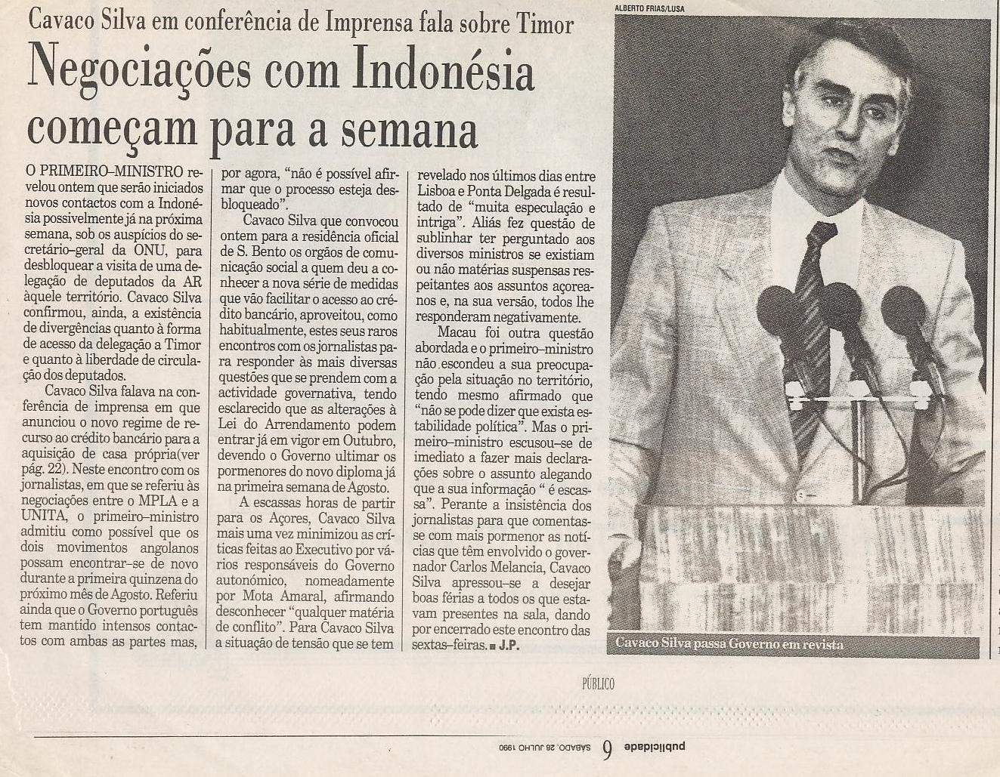 Cavaco Silva em conferência de Imprensa fala sobre Timor
Negociações com Indonésia
começam para a semana
O PRIMEIRO–MINISTRO re-
velou ontem que serão iniciados
novos contactos com a Indoné-
sia possivelmente já na próxima
semana, sob os auspícios do se-
cretário–geral da ONU, para
desbloquear a visita de uma de-
legação de deputados da AR
àquele território. Cavaco Silva
confirmou, ainda, a existência
de divergências quanto à forma
de acesso da delegação a Timor
e quanto à liberdade de circula-
ção dos deputados.
Cavaco Silva falava na con-
ferência de imprensa em que
anunciou o novo regime de re-
curso ao crédito bancário para a
aquisição de casa própria(ver
pág. 22). Neste encontro com os
jornalistas, em que se referiu às
negociações entre o MPLA e a
UNITA, o primeiro–ministro
admitiu como possível que os
dois movimentos angolanos
possam encontrar–se de novo
durante a primeira quinzena do
próximo mês de Agosto. Referiu
ainda que o Governo português
tem mantido intensos contac-
tos com ambas as partes mas,
por agora, “não é possível afir-
mar que o processo esteja des-
bloqueado”.
Cavaco Silva que convocou
ontem para a residência oficial
de S. Bento os orgãos de comu-
nicação social a quem deu a co-
nhecer a nova série de medidas
que vão facilitar o acesso ao cré-
dito bancário, aproveitou, como
habitualmente, estes seus raros
encontros com os jornalistas pa-
ra responder às mais diversas
questões que se prendem com a
actividade governativa, tendo
esclarecido que as alterações à
Lei do Arrendamento podem
entrar já em vigor em Outubro,
devendo o Governo ultimar os
pormenores do novo diploma já
na primeira semana de Agosto.
A escassas horas de partir
para os Açores, Cavaco Silva
mais uma vez minimizou as crí-
ticas feitas ao Executivo por vá-
rios responsáveis do Governo
autonómico, nomeadamente
por Mota Amaral, afirmando
desconhecer “qualquer matéria
de conflito”. Para Cavaco Silva
a situação de tensão que se tem
revelado nos últimos dias entre
Lisboa e Ponta Delgada é resul-
tado de “muita especulação e
intriga”. Aliás fez questão de
sublinhar ter perguntado aos
diversos ministros se existiam
ou não matérias suspensas res-
peitantes aos assuntos açorea-
nos e, na sua versão, todos lhe
responderam negativamente.
Macau foi outra questão
abordada e o primeiro–ministro
não escondeu a sua preocupa-
ção pela situação no território,
tendo mesmo afirmado que
“não se pode dizer que exista es-
tabilidade política”. Mas o pri-
meiro–ministro escusou–se de
imediato a fazer mais declara-
ções sobre o assunto alegando
que a sua informação “ é escas-
sa”. Perante a insistência dos
jornalistas para que comentas-
se com mais pormenor as notí-
cias que têm envolvido o gover-
nador Carlos Melancia, Cavaco
Silva apressou–se a desejar
boas férias a todos os que esta-
vam presentes na sala, dando
por encerrado este encontro das
sextas–feiras. ■ J.P.
ALBERTO FRIAS/LUSA
Cavaco Silva passa Governo em revista
PÚBLICO
publicidade 6 SÁBADO, 28 JULHO 1990